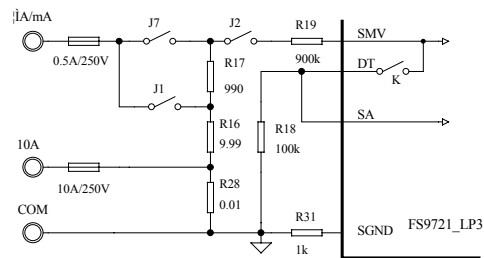 ¦ÌA/mA
J7
J2
R19
SMV
0.5A/250V
900k
DT
R17
K
990
J1
SA
R16
R18
9.99
100k
10A
10A/250V
R28
0.01
COM
R31
SGND
FS9721_LP3
1k